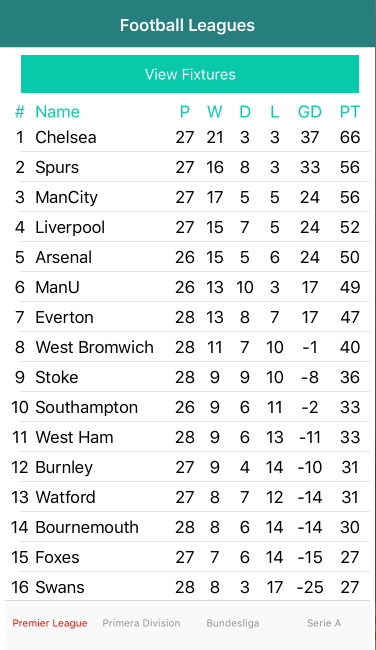 Football Leagues
View Fixtures
# Name P W D L GD PT
1 Chelsea 27 21 3 3 37 66
2 Spurs 27 16 8 3 33 56
3 ManCity 27 17 5 5 24 56
4 Liverpool 27 15 7 5 24 52
5 Arsenal 26 15 5 6 24 50
6 ManU 26 13 10 3 17 49
7 Everton 28 13 8 7 17 47
8 West Bromwich 28 11 7 10 -1 40
9 Stoke 28 9 9 10 -8 36
10 Southampton 26 9 6 11 -2 33
11 West Ham 28 9 6 13 -11 33
12 Burnley 27 9 4 14 -10 31
13 Watford 27 8 7 12 -14 31
14 Bournemouth 28 8 6 14 -14 30
15 Foxes 27 7 6 14 -15 27
16 Swans 28 8 3 17 -25 27
Premier League Primera División Bundesliga Serie A